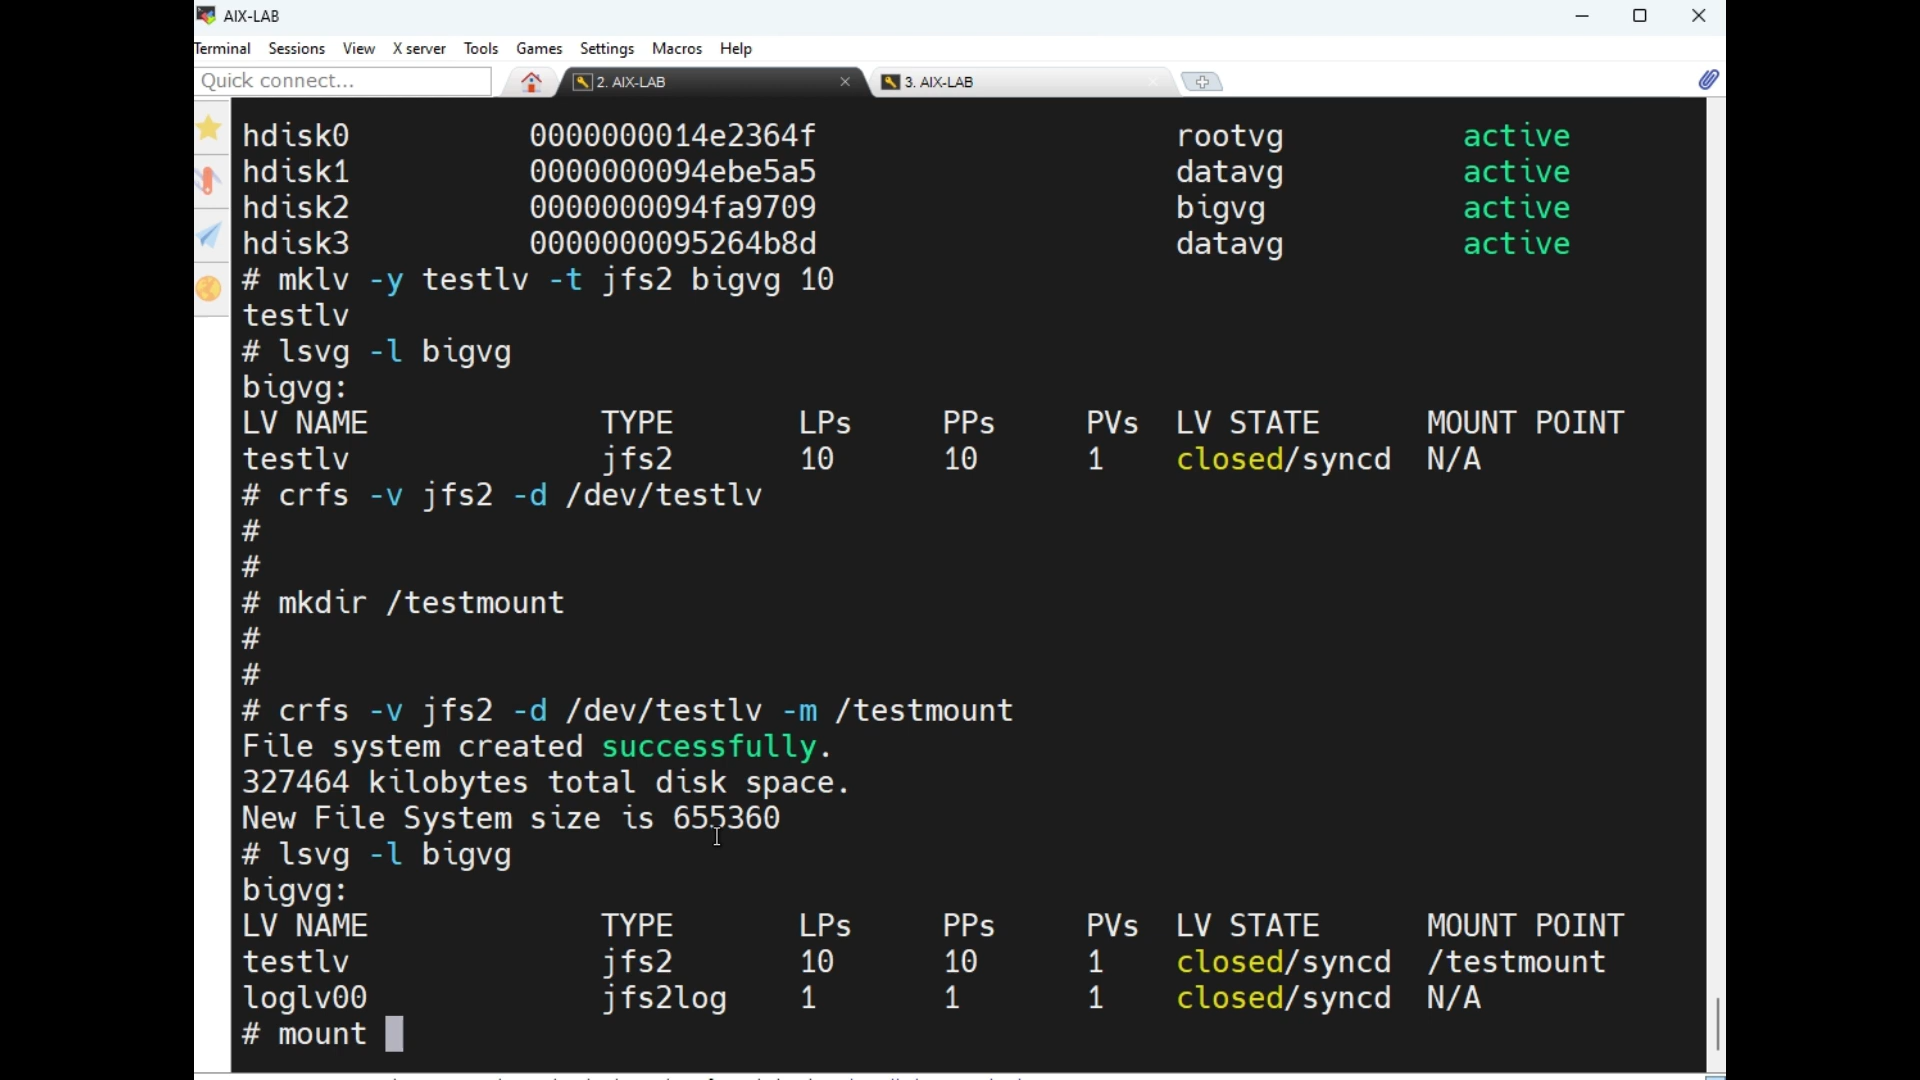 AIX-LAB
Terminal Sessions View X server Tools Games Settings Macros Help
Quick connect... 2. AIX-LAB 3. AIX-LAB
hdisk0 0000000014e2364f rootvg active
hdisk1 0000000094ebe5a5 datavg active
hdisk2 0000000094fa9709 bigvg active
hdisk3 0000000095264b8d datavg active
# mklv -y testlv -t jfs2 bigvg 10
testlv
# lsvg -l bigvg
bigvg:
LV NAME TYPE LPs PPs PVs LV STATE MOUNT POINT
testlv jfs2 10 10 1 closed/syncd N/A
# crfs -v jfs2 -d /dev/testlv
#
#
# mkdir /testmount
#
#
# crfs -v jfs2 -d /dev/testlv -m /testmount
File system created successfully.
327464 kilobytes total disk space.
New File System size is 655360
# lsvg -l bigvg
bigvg:
LV NAME TYPE LPs PPs PVs LV STATE MOUNT POINT
testlv jfs2 10 10 1 closed/syncd /testmount
loglv00 jfs2log 1 1 1 closed/syncd N/A
# mount